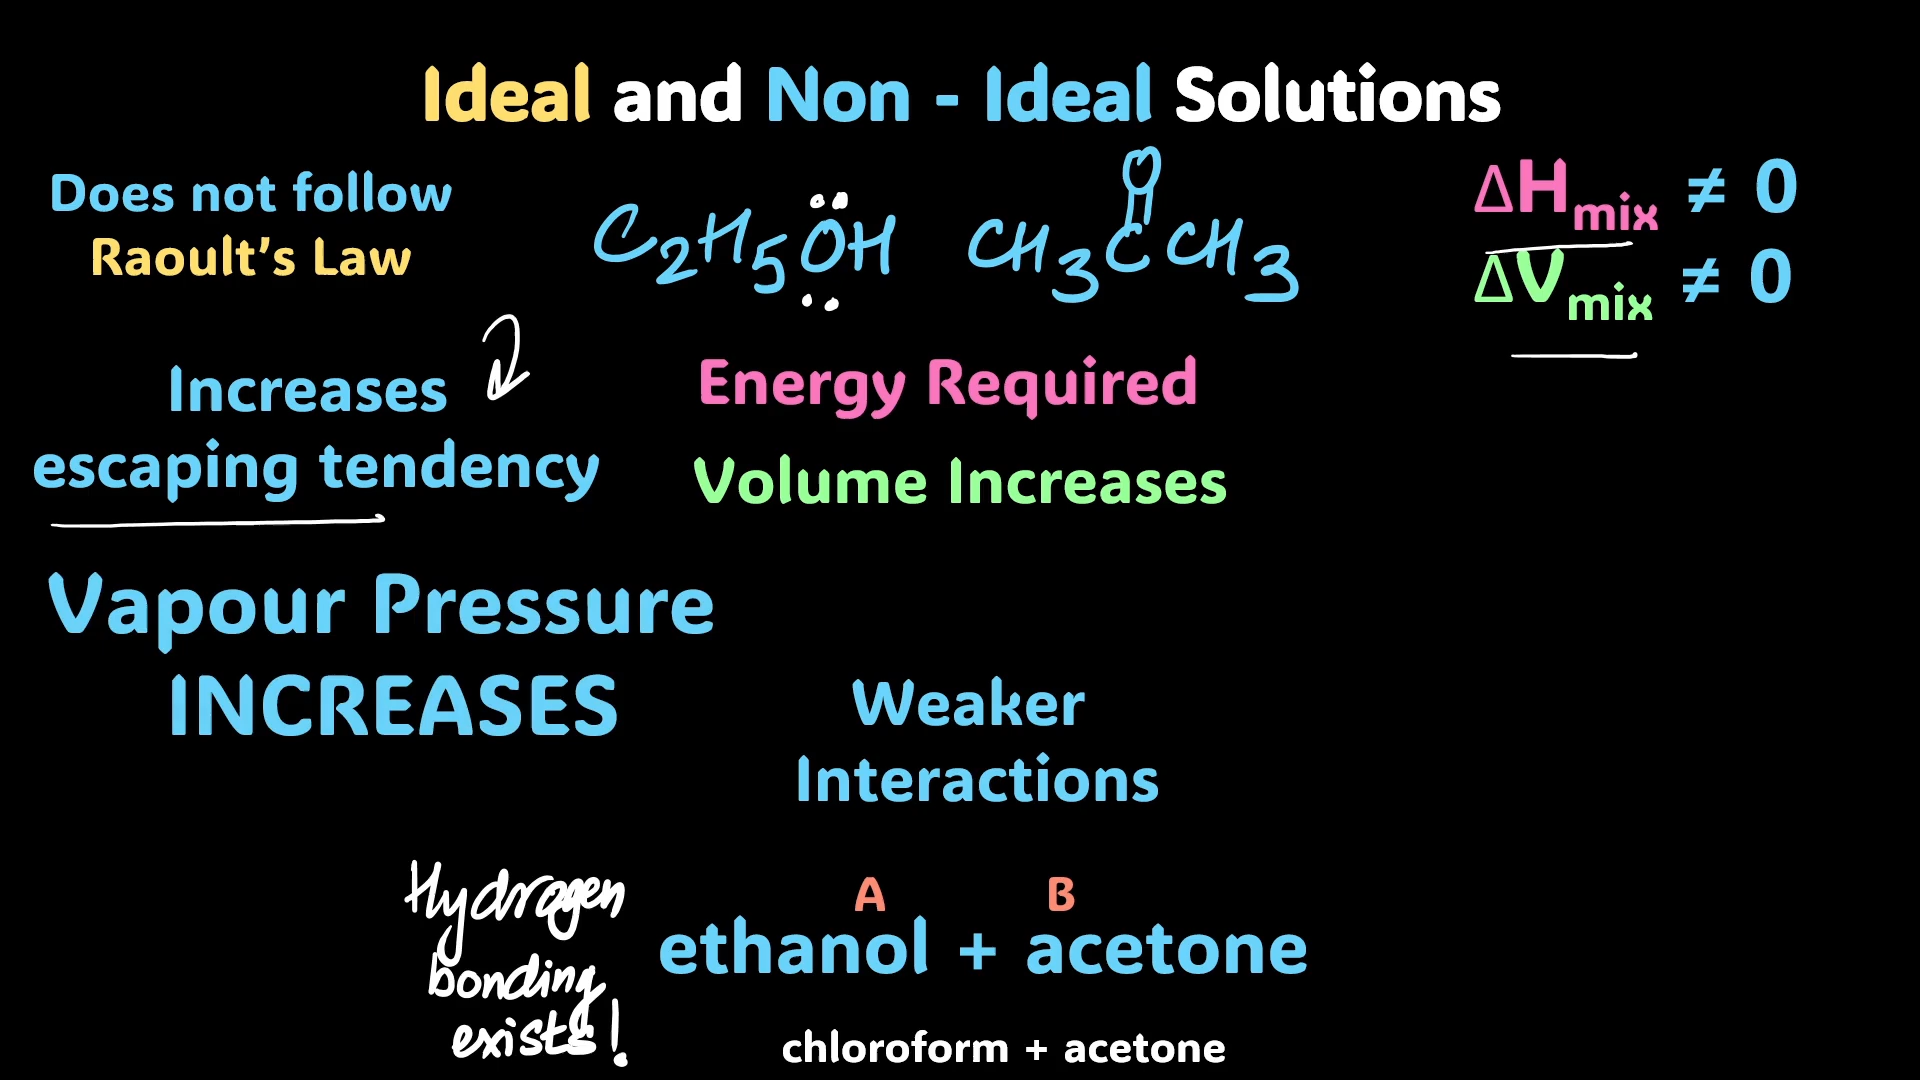 Ideal and Non - Ideal Solutions
Does not follow
Raoult’s Law
C2H5OH
O
CH3CCH3
ΔHmix ≠ 0
ΔVmix ≠ 0
Increases
escaping tendency
Energy Required
Volume Increases
Vapour Pressure
INCREASES
Weaker
Interactions
Hydrogen
bonding
exists!
A B
ethanol + acetone
chloroform + acetone